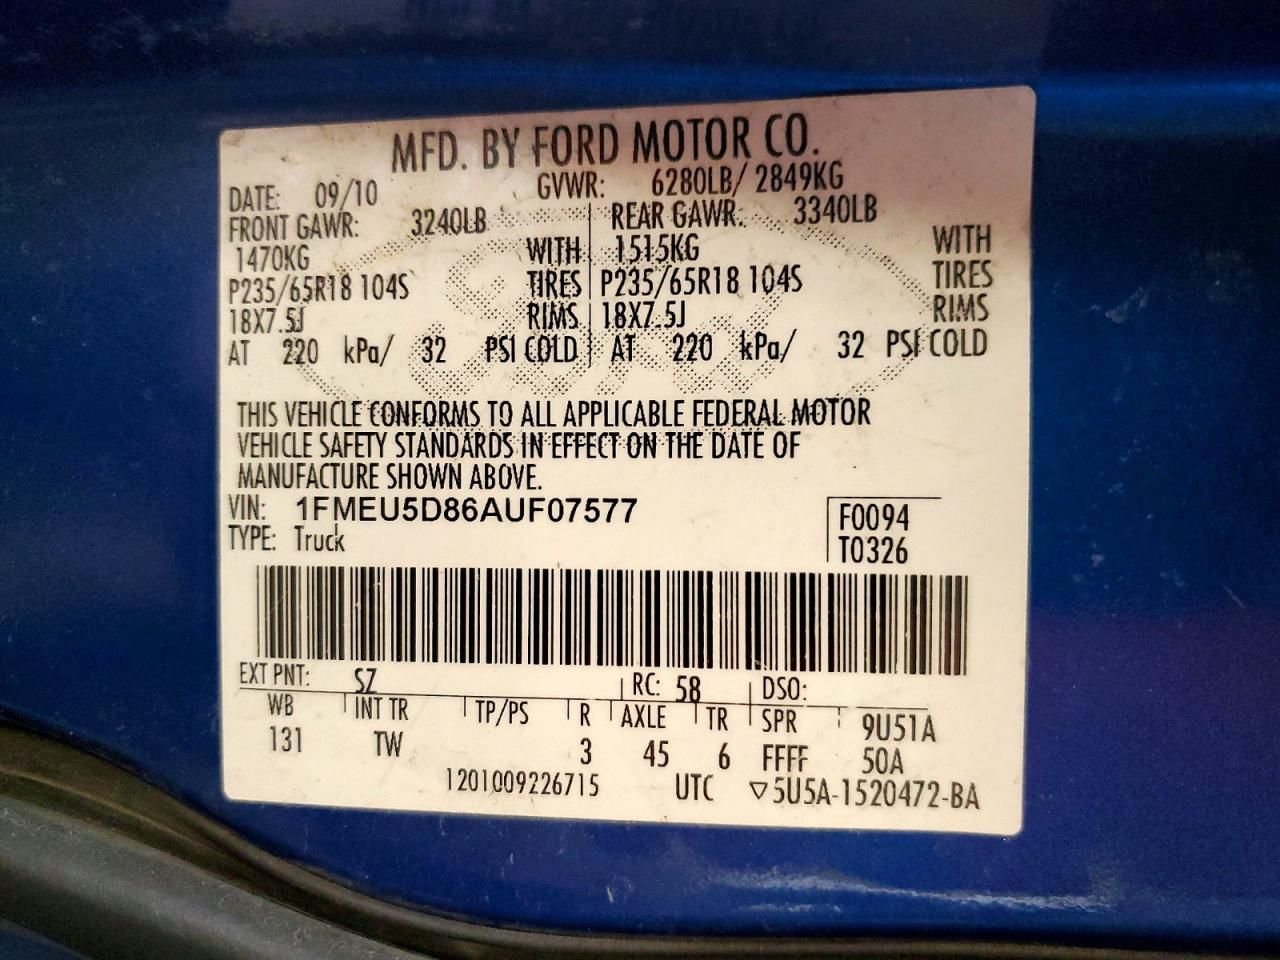 MFD. BY FORD MOTOR CO.
DATE: 09/10 GVWR: 6280LB/ 2849KG
FRONT GAWR: 3240LB REAR GAWR: 3340LB
1470KG WITH 1515KG WITH
P235/65R18 104S TIRES P235/65R18 104S TIRES
18X7.5J RIMS 18X7.5J RIMS
AT 220 kPa/ 32 PSI COLD AT 220 kPa/ 32 PSI COLD
THIS VEHICLE CONFORMS TO ALL APPLICABLE FEDERAL MOTOR
VEHICLE SAFETY STANDARDS IN EFFECT ON THE DATE OF
MANUFACTURE SHOWN ABOVE.
VIN: 1FMEU5D86AUF07577 F0094
TYPE: Truck T0326
EXT PNT: SZ RC: 58 DSO:
WB INT TR TP/PS R AXLE TR SPR 9U51A
131 TW 3 45 6 FFFF 50A
1201009226715 UTC ▽5U5A-1520472-BA